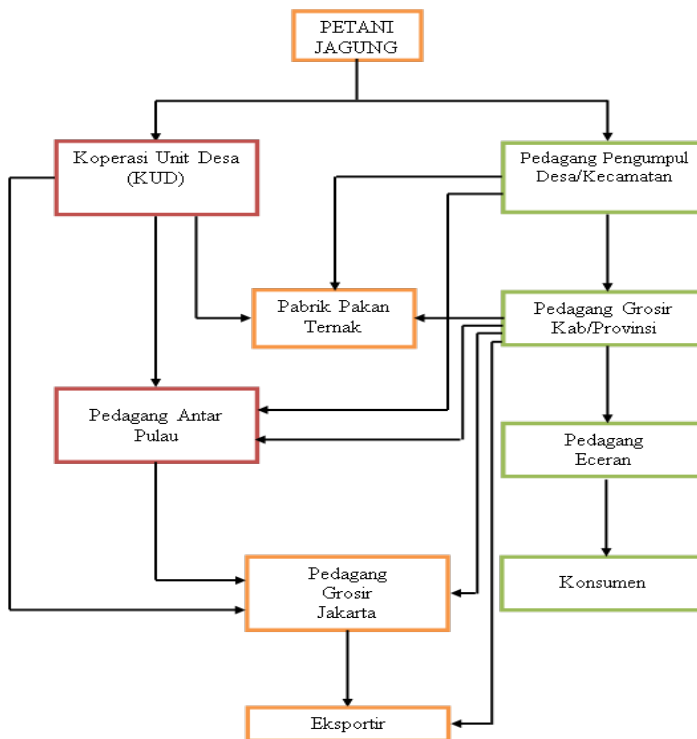 PETANI
JAGUNG
Koperasi Unit Desa
(KUD)
Pedagang Pengumpul
Desa/Kecamatan
Pabrik Pakan
Ternak
Pedagang Grosir
Kab/Provinsi
Pedagang Antar
Pulau
Pedagang
Eceran
Pedagang
Grosir
Jakarta
Konsumen
Eksportir